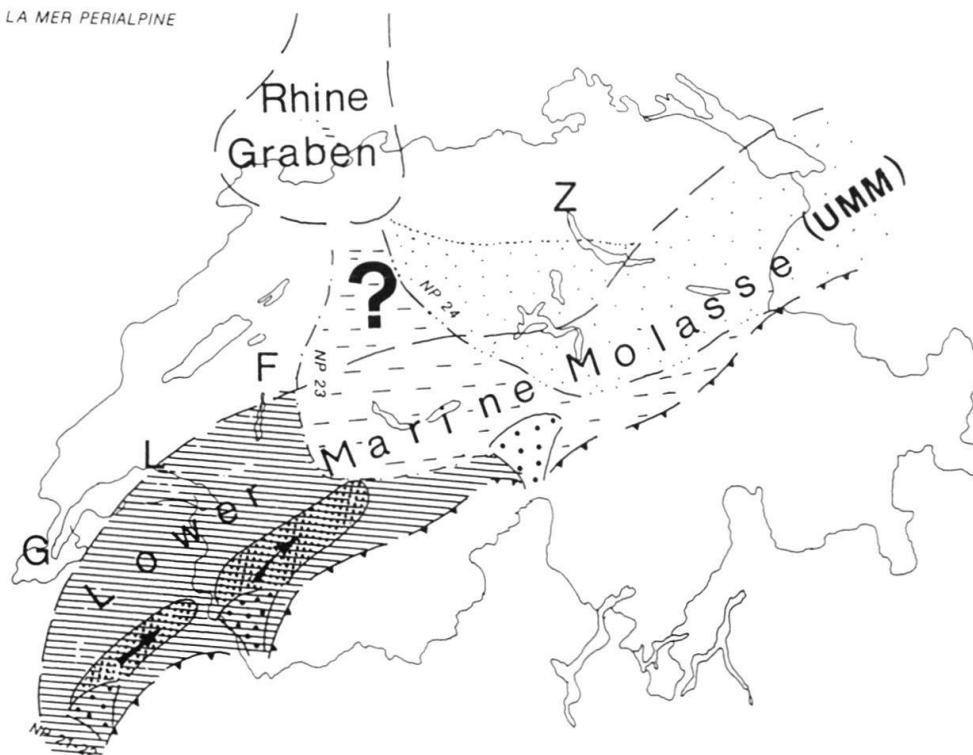 LA MER PERIALPINE
Rhine
Graben
Z
(UMM)
?
NP 24
F
NP 23
L
G
Lower Marine Molasse